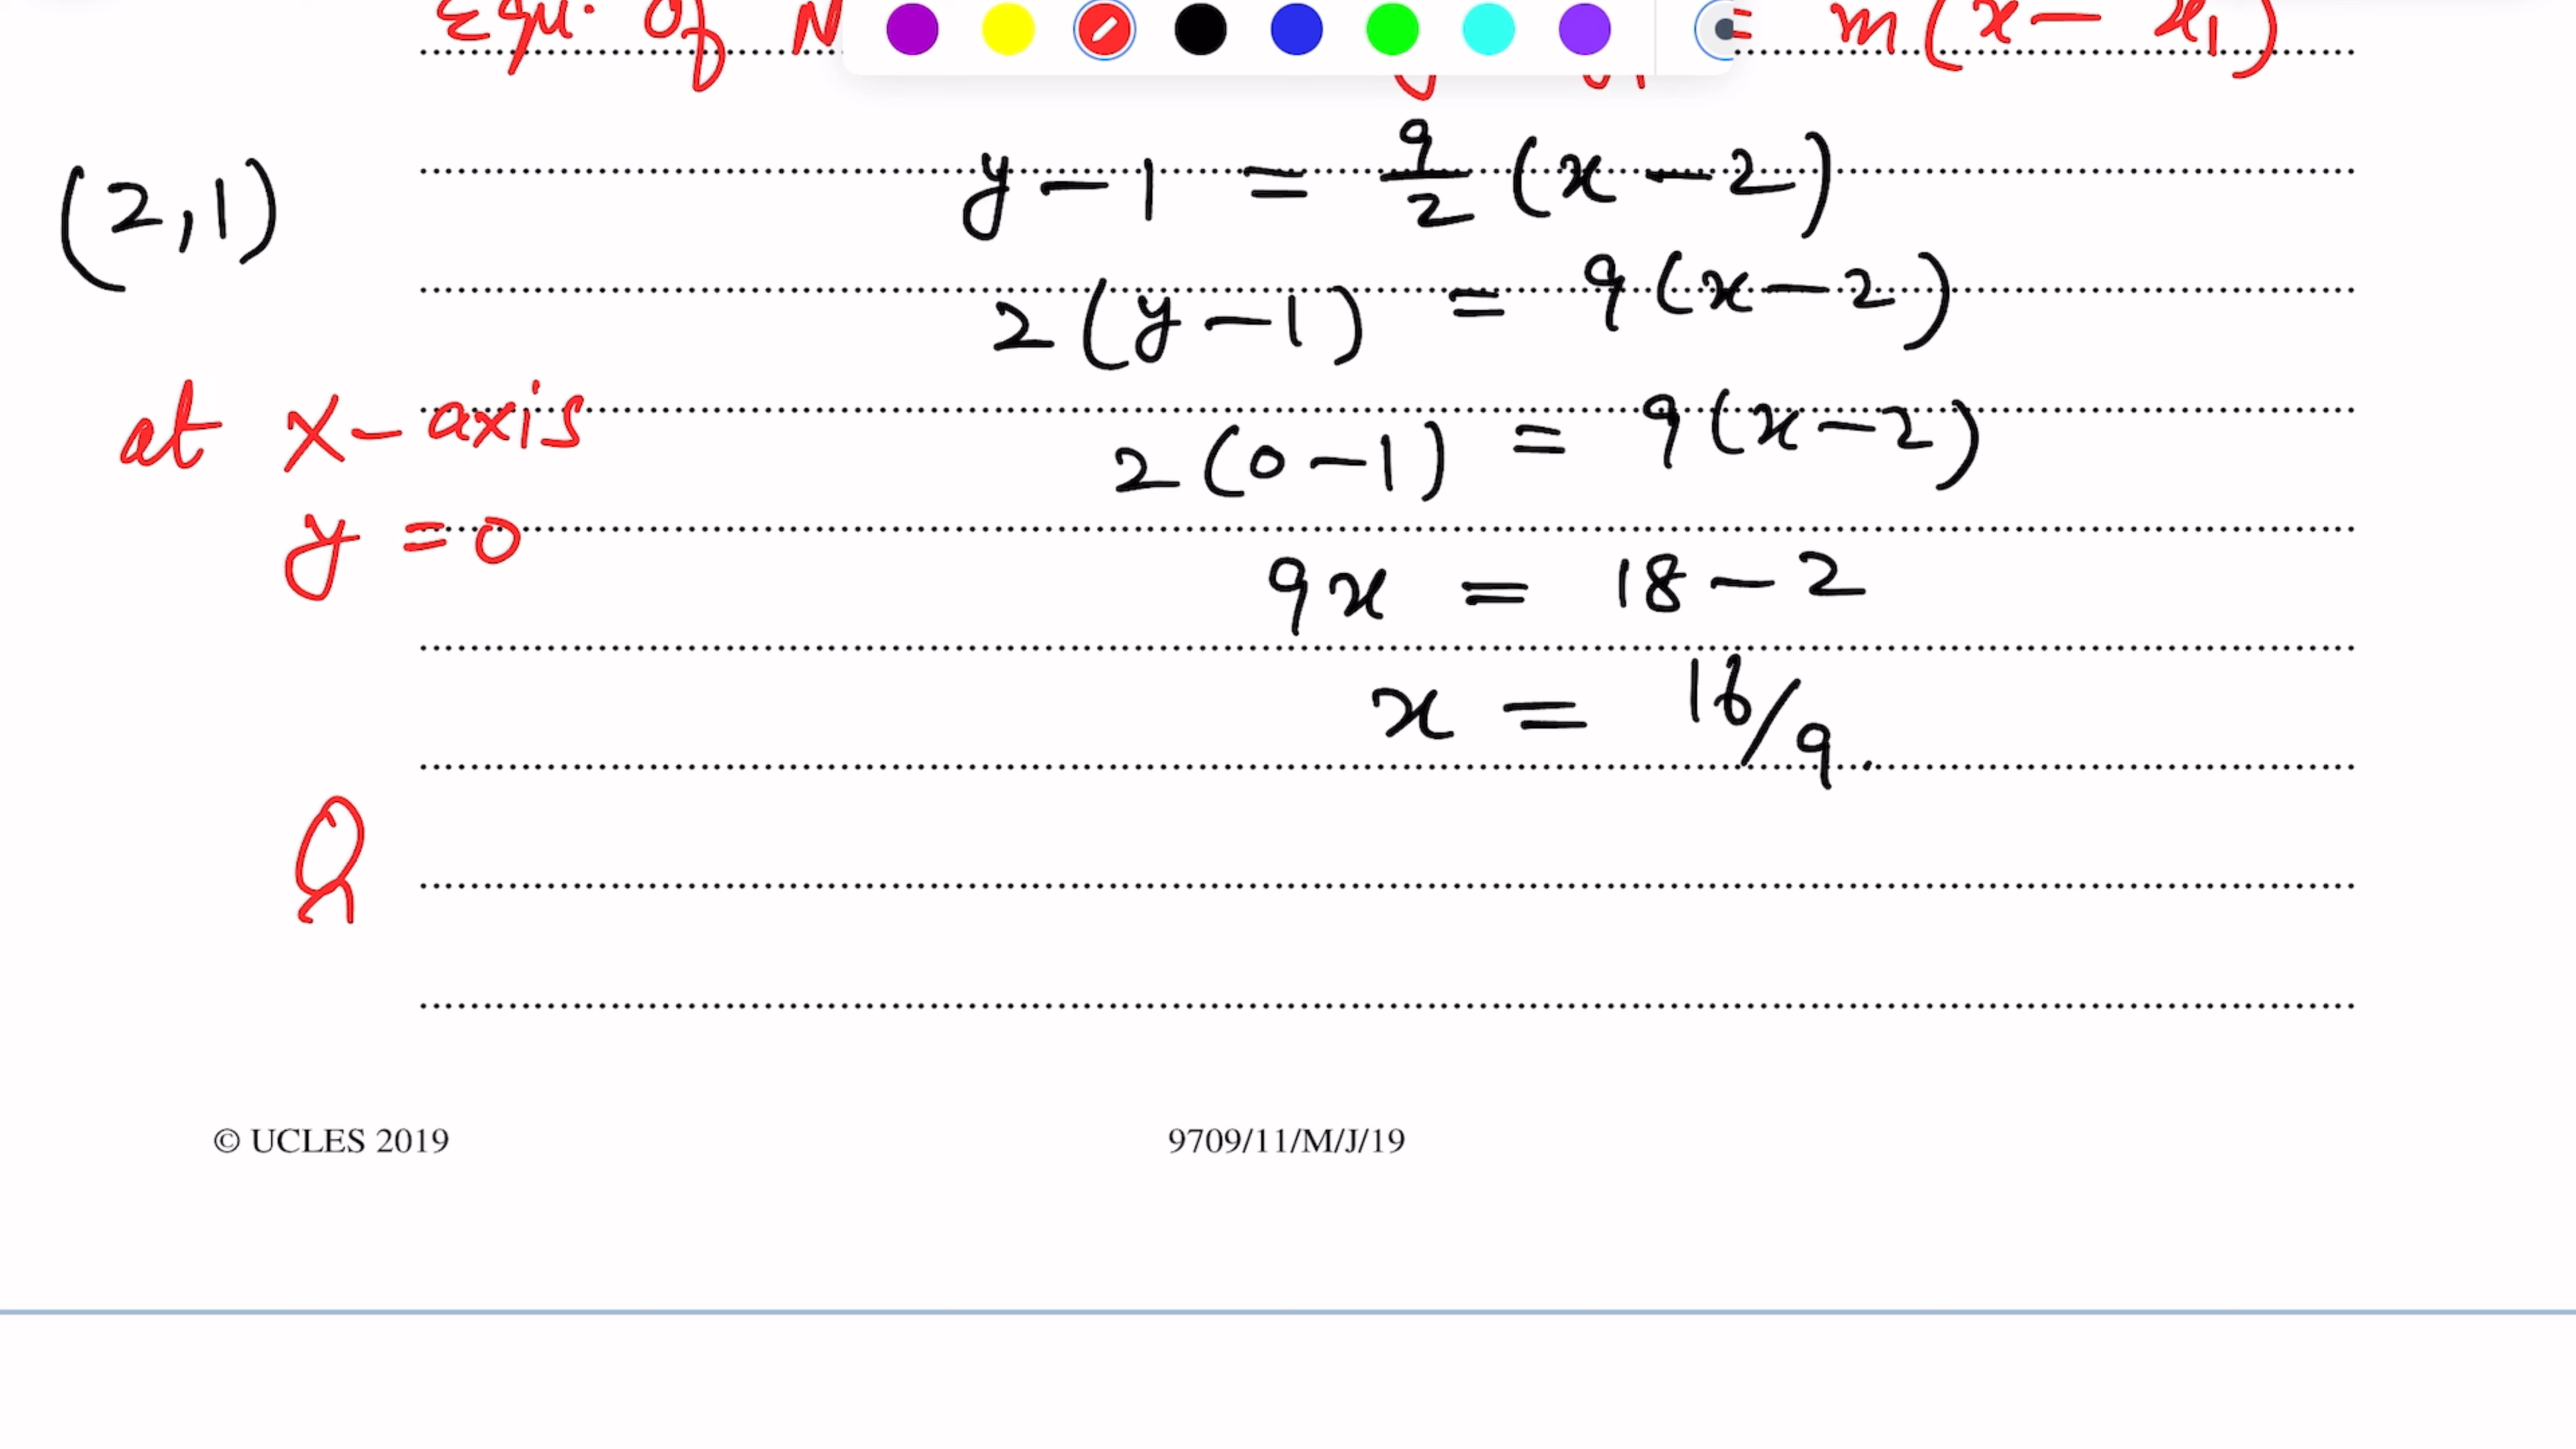 Equ. Of N = m(x - x₁)
(2,1)
y - 1 = 9/2 (x - 2)
2(y - 1) = 9(x - 2)
at x-axis
2(0 - 1) = 9(x - 2)
y = 0
9x = 18 - 2
x = 16/9.
Q
© UCLES 2019
9709/11/M/J/19